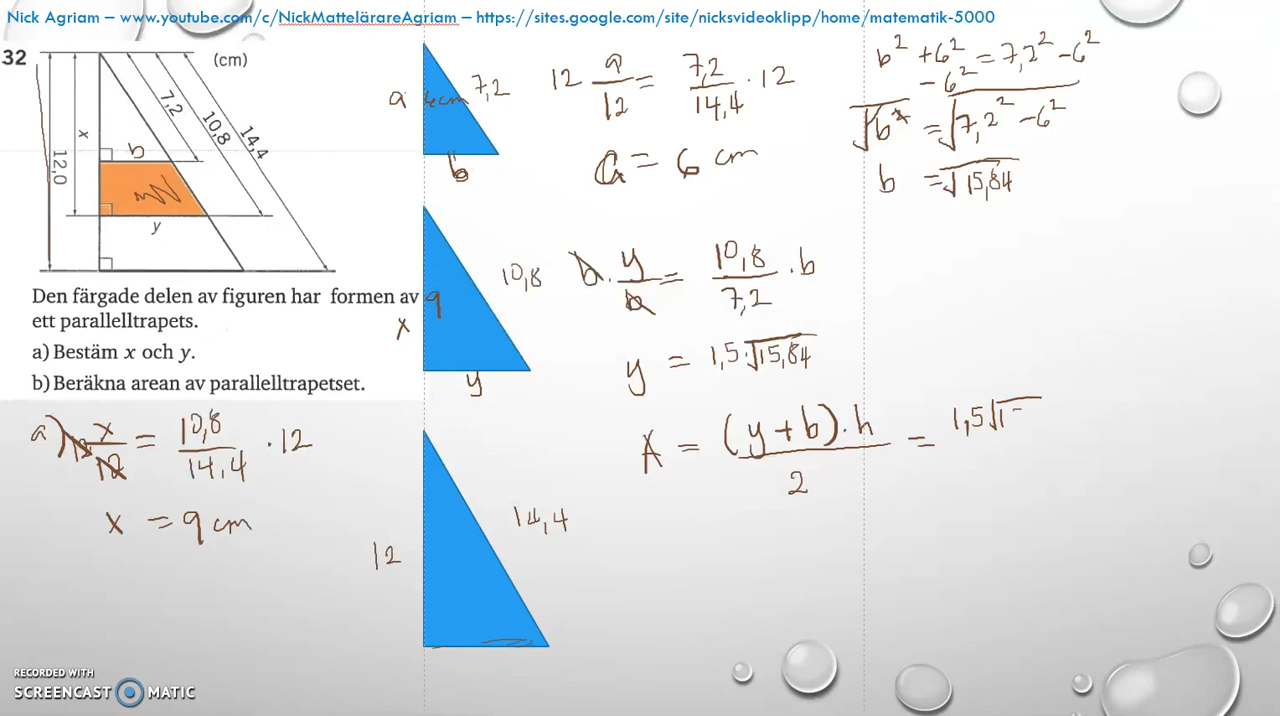 Nick Agriam – www.youtube.com/c/NickMattelärareAgriam – https://sites.google.com/site/nicksvideoklipp/home/matematik-5000
32
(cm)
7,2
10,8
14,4
x
12,0
b
y
Den färgade delen av figuren har formen av
ett parallelltrapets.
a) Bestäm x och y.
b) Beräkna arean av parallelltrapetset.
a) 12 · x/12 = 10,8/14,4 · 12
x = 9 cm
a 6cm 7,2
b
12 a/12 = 7,2/14,4 · 12
a = 6 cm
b² + 6² = 7,2² - 6²
- 6²
√b² = √7,2² - 6²
b = √15,84
10,8
9
x
y
b · y/b = 10,8/7,2 · b
y = 1,5 · √15,84
A = (y + b) · h / 2 = 1,5√1
14,4
12
RECORDED WITH
SCREENCAST MATIC